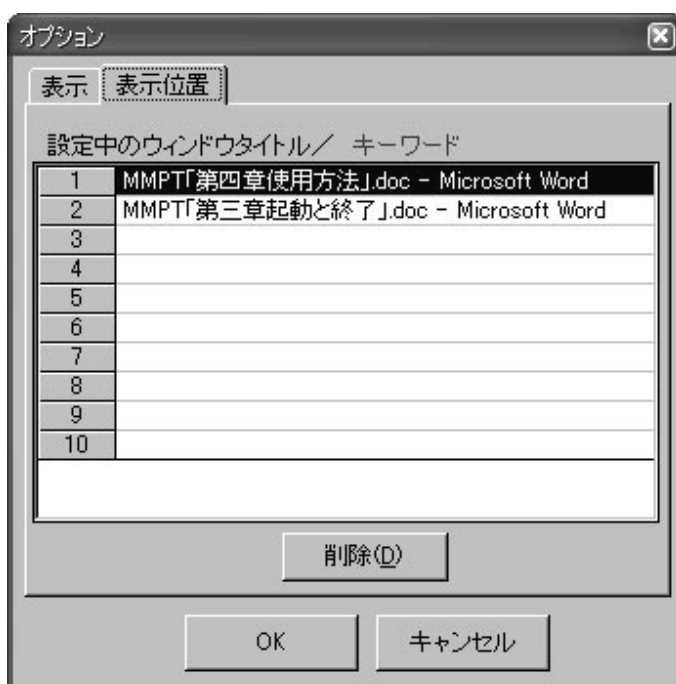 オプション
表示 表示位置
設定中のウィンドウタイトル／ キーワード
1 MMPT「第四章使用方法」.doc - Microsoft Word
2 MMPT「第三章起動と終了」.doc - Microsoft Word
3
4
5
6
7
8
9
10
削除(D)
OK キャンセル